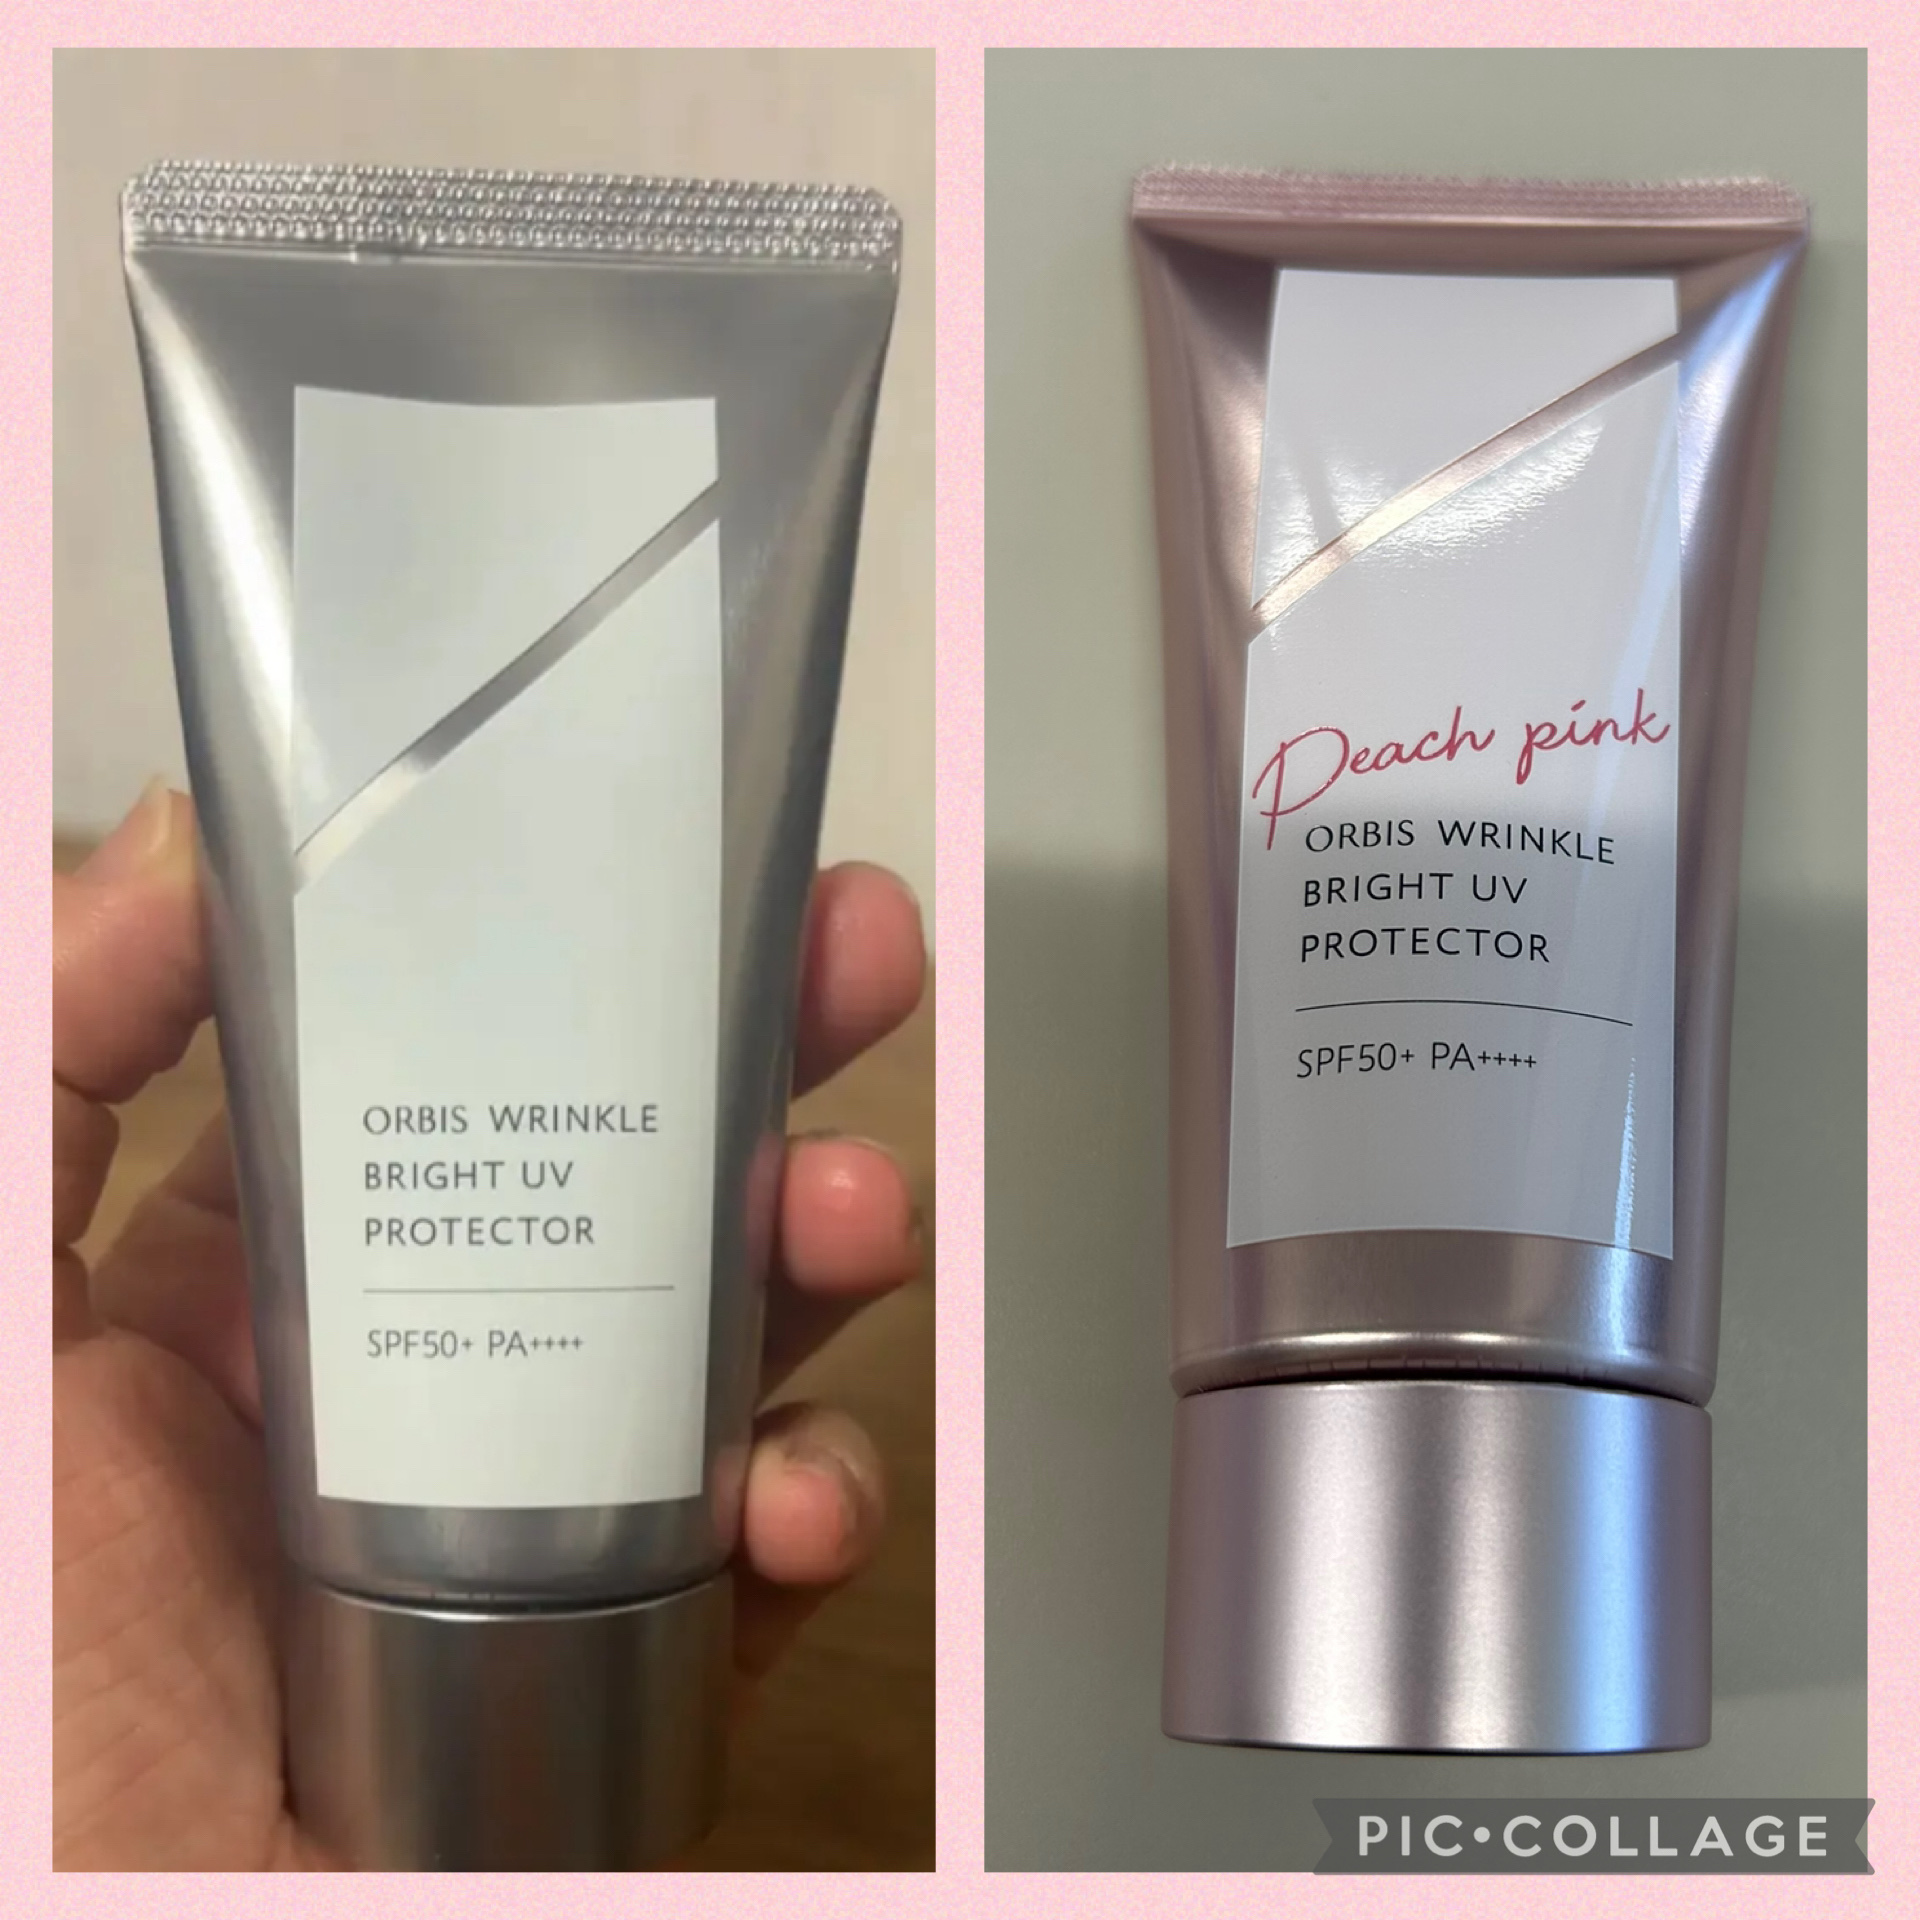 ORBIS WRINKLE
BRIGHT UV
PROTECTOR
SPF50+ PA++++
Peach pink
ORBIS WRINKLE
BRIGHT UV
PROTECTOR
SPF50+ PA++++
PIC•COLLAGE